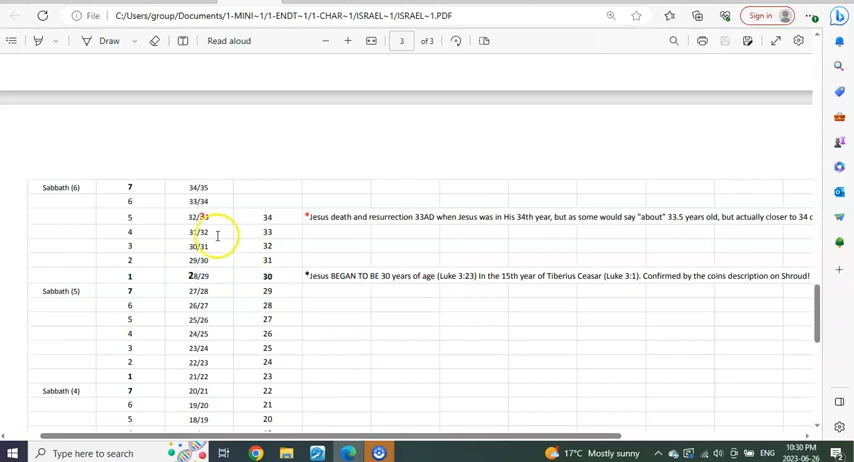 File C:/Users/group/Documents/1-MINI~1/1-ENDT~1/1-CHAR~1/ISRAEL~1/ISRAEL~1.PDF Sign in
Draw Read aloud 3 of 3
Sabbath (6) 7 34/35
6 33/34
5 32/33 34 *Jesus death and resurrection 33AD when Jesus was in His 34th year, but as some would say "about" 33.5 years old, but actually closer to 34
4 31/32 33
3 30/31 32
2 29/30 31
1 28/29 30 *Jesus BEGAN TO BE 30 years of age (Luke 3:23) In the 15th year of Tiberius Ceasar (Luke 3:1). Confirmed by the coins description on Shroud!
Sabbath (5) 7 27/28 29
6 26/27 28
5 25/26 27
4 24/25 26
3 23/24 25
2 22/23 24
1 21/22 23
Sabbath (4) 7 20/21 22
6 19/20 21
5 18/19 20
Type here to search 17°C Mostly sunny ENG 10:30 PM
2023-06-26